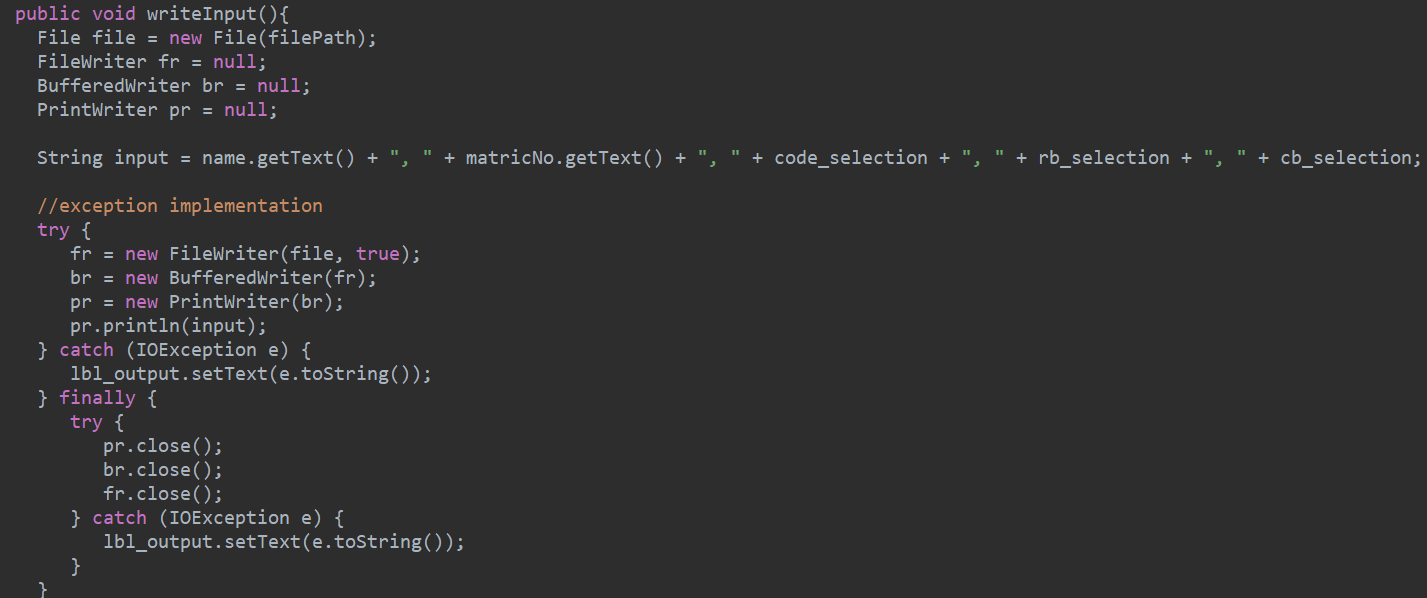 public void writeInput(){
File file = new File(filePath);
FileWriter fr = null;
BufferedWriter br = null;
PrintWriter pr = null;
String input = name.getText() + ", " + matricNo.getText() + ", " + code_selection + ", " + rb_selection + ", " + cb_selection;
//exception implementation
try {
fr = new FileWriter(file, true);
br = new BufferedWriter(fr);
pr = new PrintWriter(br);
pr.println(input);
} catch (IOException e) {
lbl_output.setText(e.toString());
} finally {
try {
pr.close();
br.close();
fr.close();
} catch (IOException e) {
lbl_output.setText(e.toString());
}
}